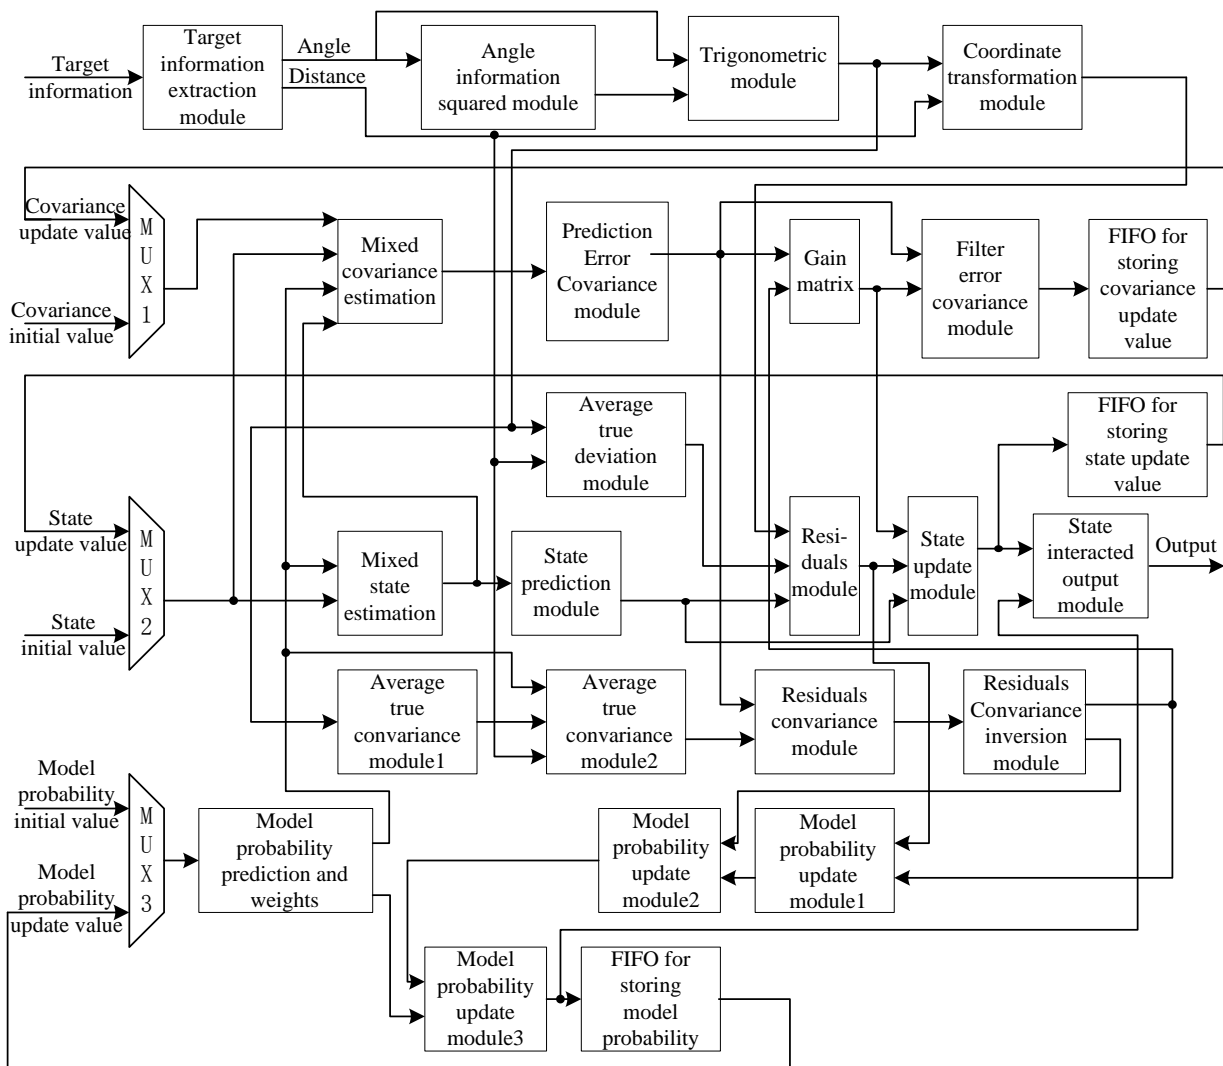 Target
information
Target
information
extraction
module
Angle
Distance
Angle
information
squared module
Trigonometric
module
Coordinate
transformation
module
Covariance
update value
Covariance
initial value
MUX1
Mixed
covariance
estimation
Prediction
Error
Covariance
module
Gain
matrix
Filter
error
covariance
module
FIFO for
storing
covariance
update
value
Average
true
deviation
module
FIFO for
storing
state update
value
State
update value
State
initial value
MUX2
Mixed
state
estimation
State
prediction
module
Resi-
duals
module
State
update
module
State
interacted
output
module
Output
Average
true
convariance
module1
Average
true
convariance
module2
Residuals
convariance
module
Residuals
Convariance
inversion
module
Model
probability
initial value
Model
probability
update value
MUX3
Model
probability
prediction and
weights
Model
probability
update
module2
Model
probability
update
module1
Model
probability
update
module3
FIFO for
storing
model
probability